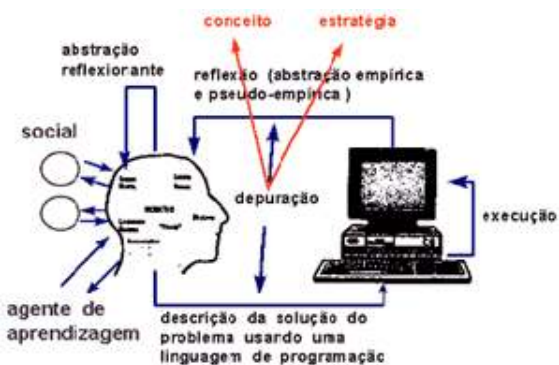 conceito
estratégia
abstração
reflexiorante
reflexão (abstração empírica
e pseudo-empírica)
social
depuração
execução
agente de
aprendizagem
descrição da solução do
problema usando uma
linguagem de programação